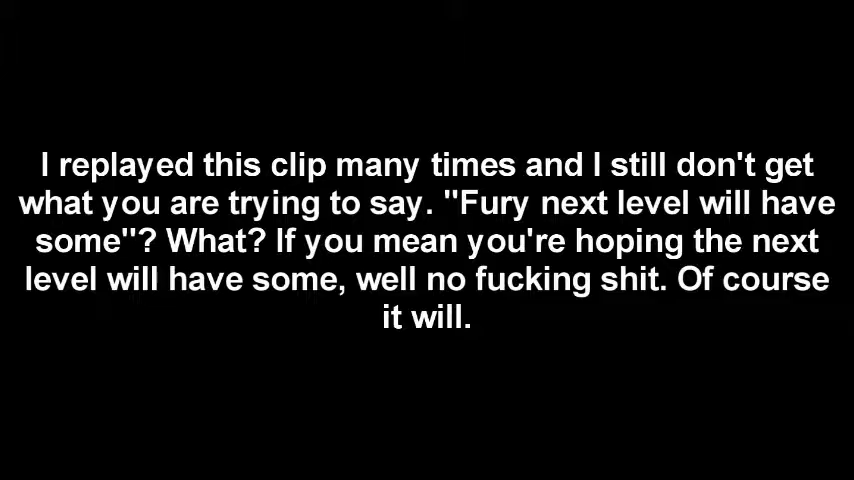 I replayed this clip many times and I still don't get
what you are trying to say. "Fury next level will have
some"? What? If you mean you're hoping the next
level will have some, well no fucking shit. Of course
it will.